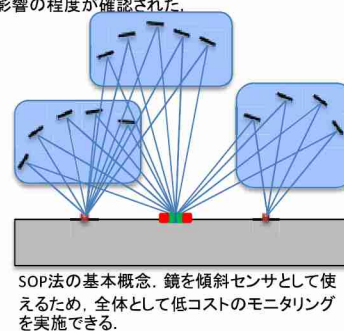 影響の程度が確認された.
SOP法の基本概念. 鏡を傾斜センサとして使
えるため, 全体として低コストのモニタリング
を実施できる.